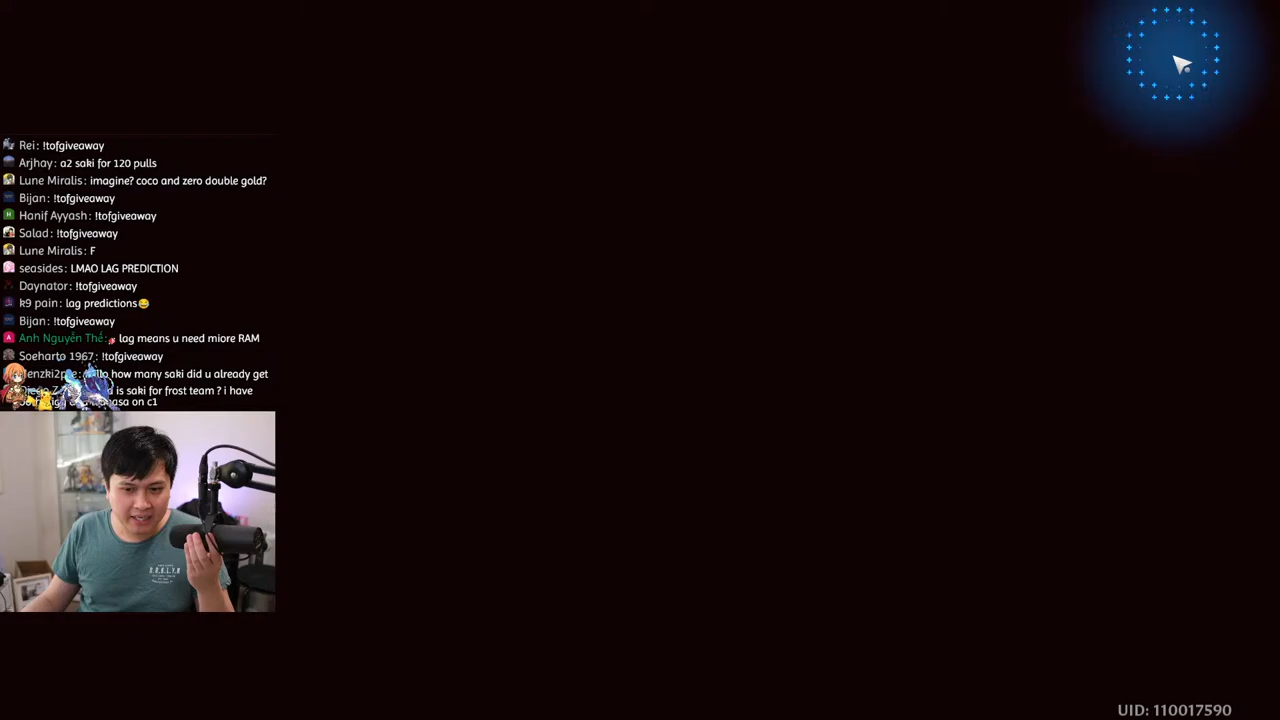 Rei: !tofgiveaway
Arjhay: a2 saki for 120 pulls
Lune Miralis: imagine? coco and zero double gold?
Bijan: !tofgiveaway
H Hanif Ayyash: !tofgiveaway
Salad: !tofgiveaway
Lune Miralis: F
seasides: LMAO LAG PREDICTION
Daynator: !tofgiveaway
k9 pain: lag predictions😂
Bijan: !tofgiveaway
A Anh Nguyễn Thế: lag means u need miore RAM
Soeharto 1967: !tofgiveaway
how many saki did u already get
is saki for frost team ? i have
on c1
BROOKLYN
UID: 110017590